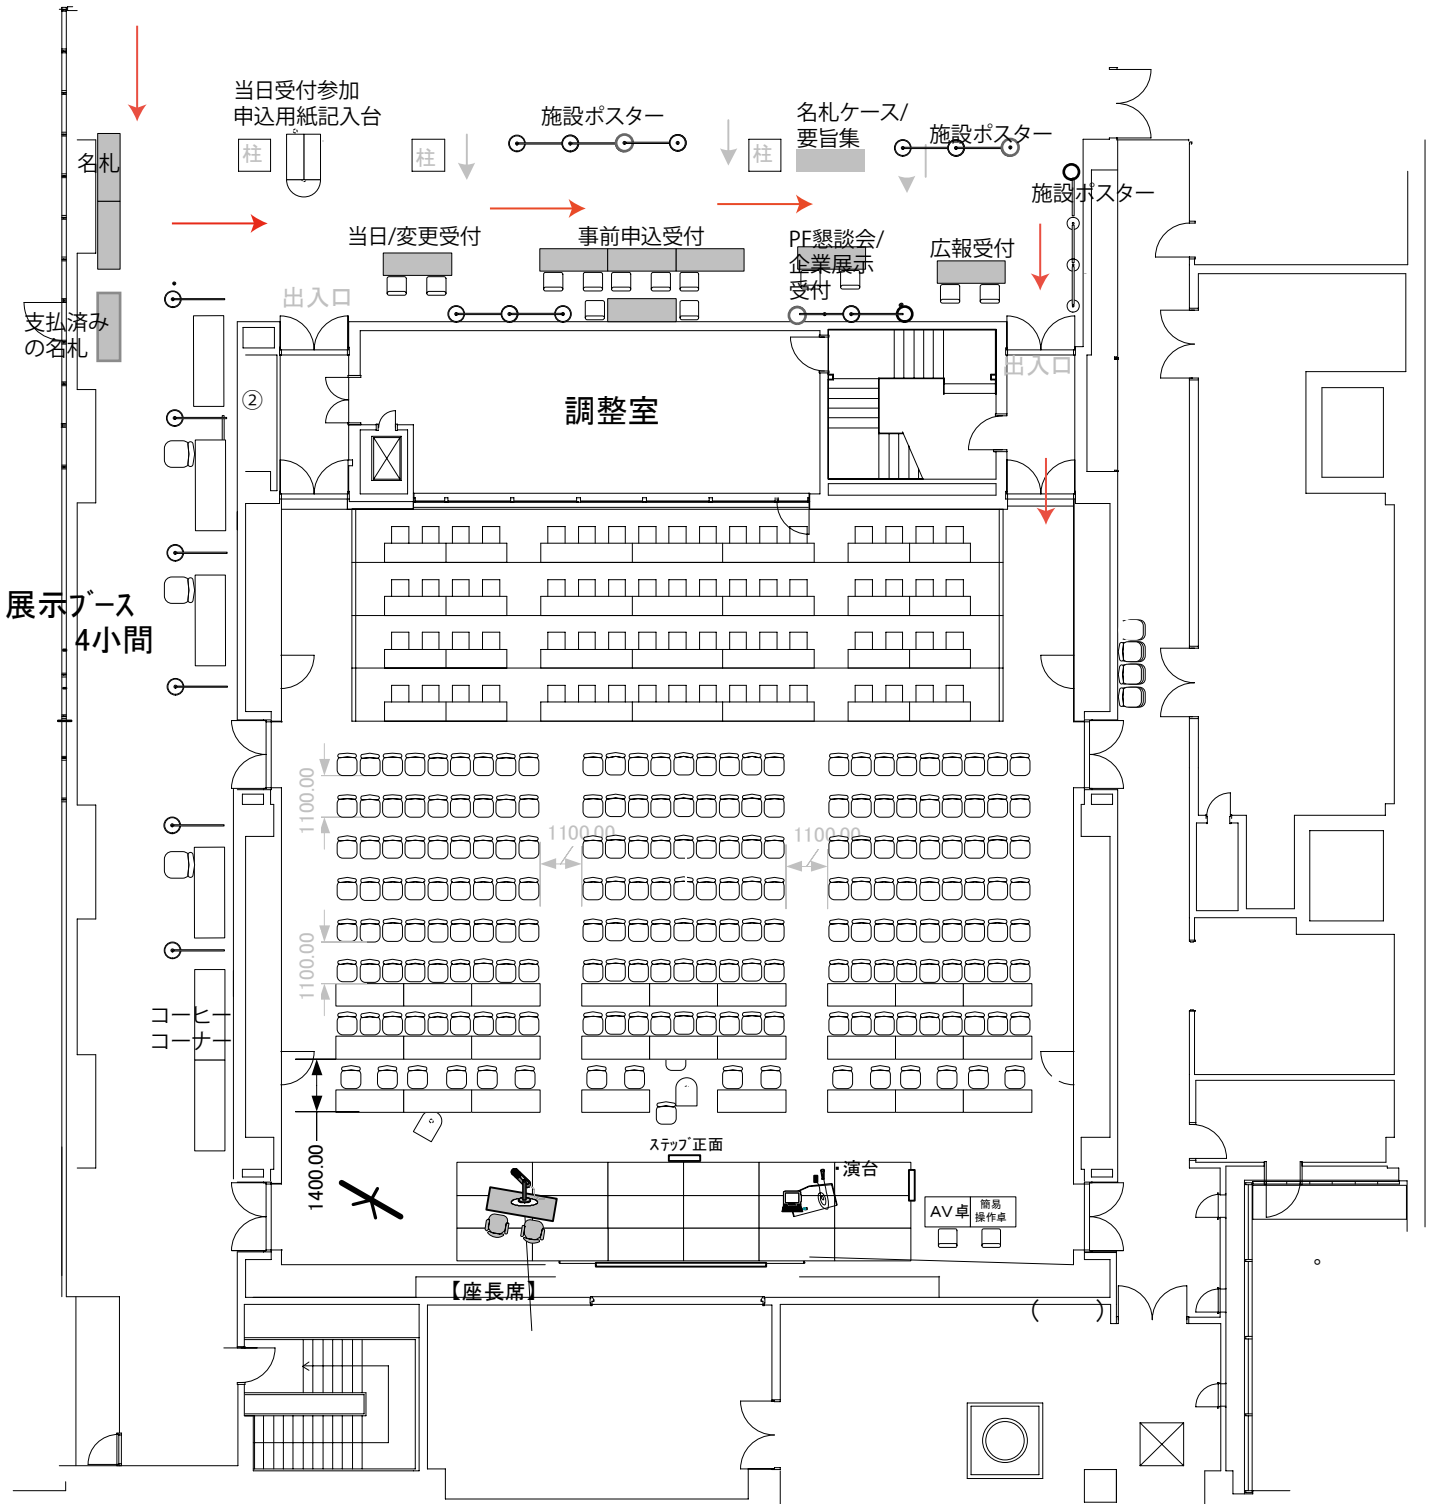 当日受付参加
申込用紙記入台
施設ポスター
名札ケース/
要旨集
施設ポスター
柱
柱
柱
名札
施設ポスター
当日/変更受付
事前申込受付
PF懇談会/
企業展示
受付
広報受付
出入口
支払済み
の名札
出入口
②
調整室
展示ブース
4小間
1100.00
1100.00
1100.00
1100.00
コーヒー
コーナー
1400.00
ステップ正面
演台
AV卓
簡易
操作卓
【座長席】
( )